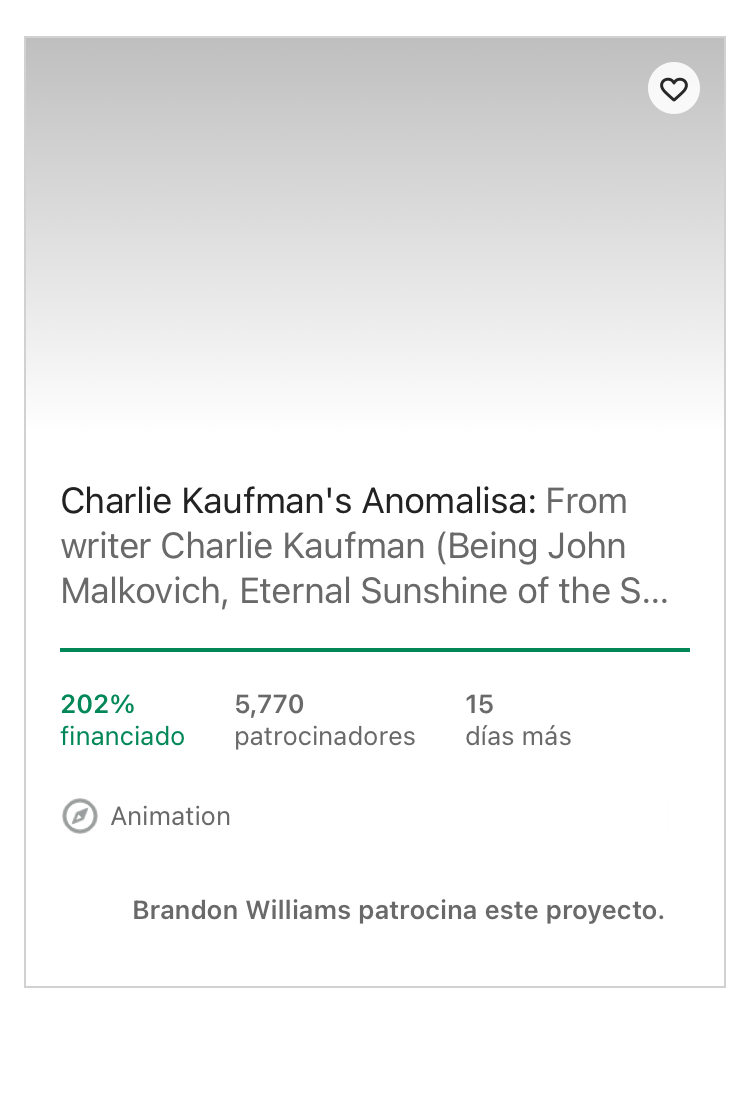 Charlie Kaufman's Anomalisa: From
writer Charlie Kaufman (Being John
Malkovich, Eternal Sunshine of the S...
202%
financiado
5,770
patrocinadores
15
días más
Animation
Brandon Williams patrocina este proyecto.